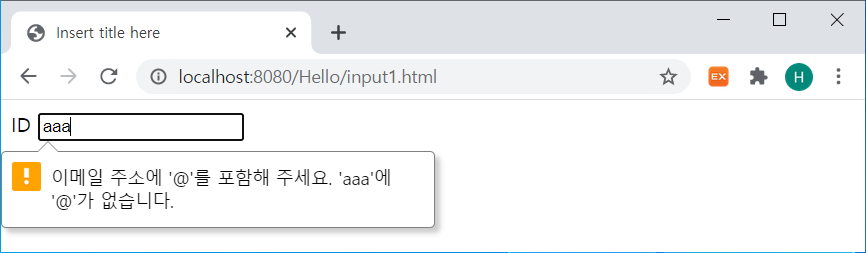 Insert title here
localhost:8080/Hello/input1.html
EX
H
ID aaa
이메일 주소에 '@'를 포함해 주세요. 'aaa'에
'@'가 없습니다.